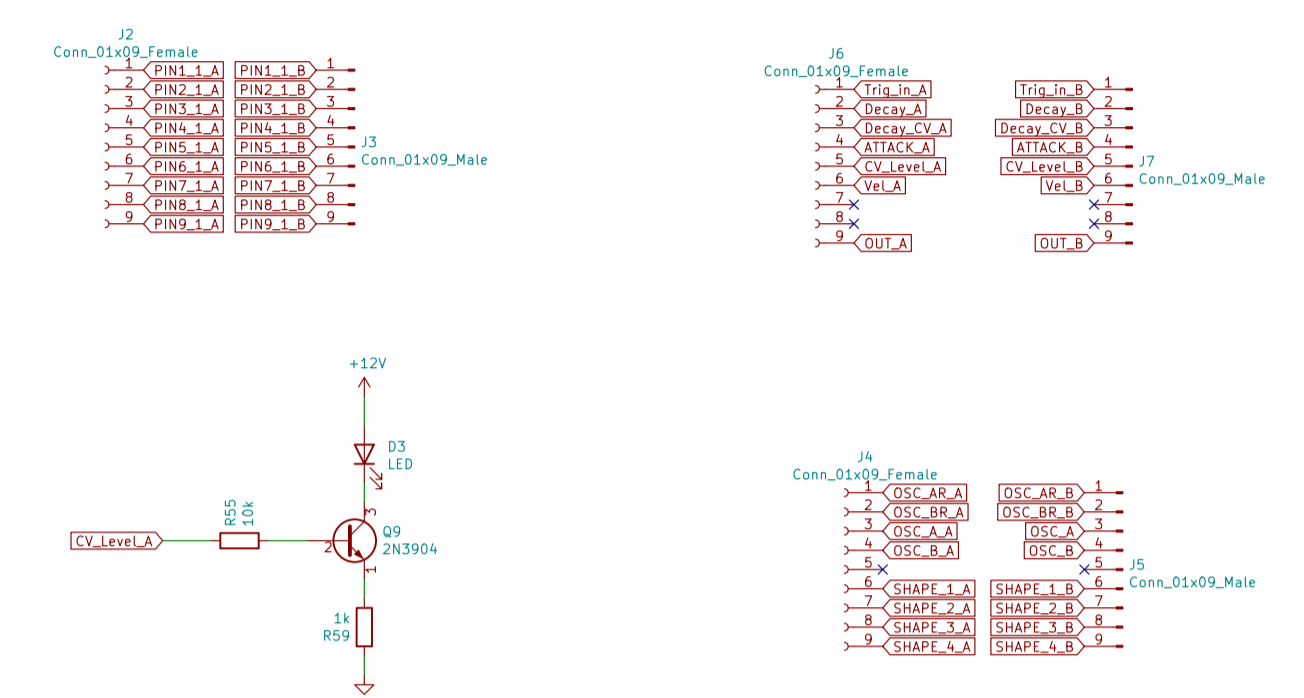 J2
Conn_01x09_Female
1 PIN1_1_A PIN1_1_B 1
2 PIN2_1_A PIN2_1_B 2
3 PIN3_1_A PIN3_1_B 3
4 PIN4_1_A PIN4_1_B 4
5 PIN5_1_A PIN5_1_B 5
6 PIN6_1_A PIN6_1_B 6
7 PIN7_1_A PIN7_1_B 7
8 PIN8_1_A PIN8_1_B 8
9 PIN9_1_A PIN9_1_B 9
J3
Conn_01x09_Male
J6
Conn_01x09_Female
1 Trig_in_A Trig_in_B 1
2 Decay_A Decay_B 2
3 Decay_CV_A Decay_CV_B 3
4 ATTACK_A ATTACK_B 4
5 CV_Level_A CV_Level_B 5
6 Vel_A Vel_B 6
7 7
8 8
9 OUT_A OUT_B 9
J7
Conn_01x09_Male
+12V
D3
LED
R55
10k
CV_Level_A
2
3
1
Q9
2N3904
1k
R59
J4
Conn_01x09_Female
1 OSC_AR_A OSC_AR_B 1
2 OSC_BR_A OSC_BR_B 2
3 OSC_A_A OSC_A 3
4 OSC_B_A OSC_B 4
5 5
6 SHAPE_1_A SHAPE_1_B 6
7 SHAPE_2_A SHAPE_2_B 7
8 SHAPE_3_A SHAPE_3_B 8
9 SHAPE_4_A SHAPE_4_B 9
J5
Conn_01x09_Male